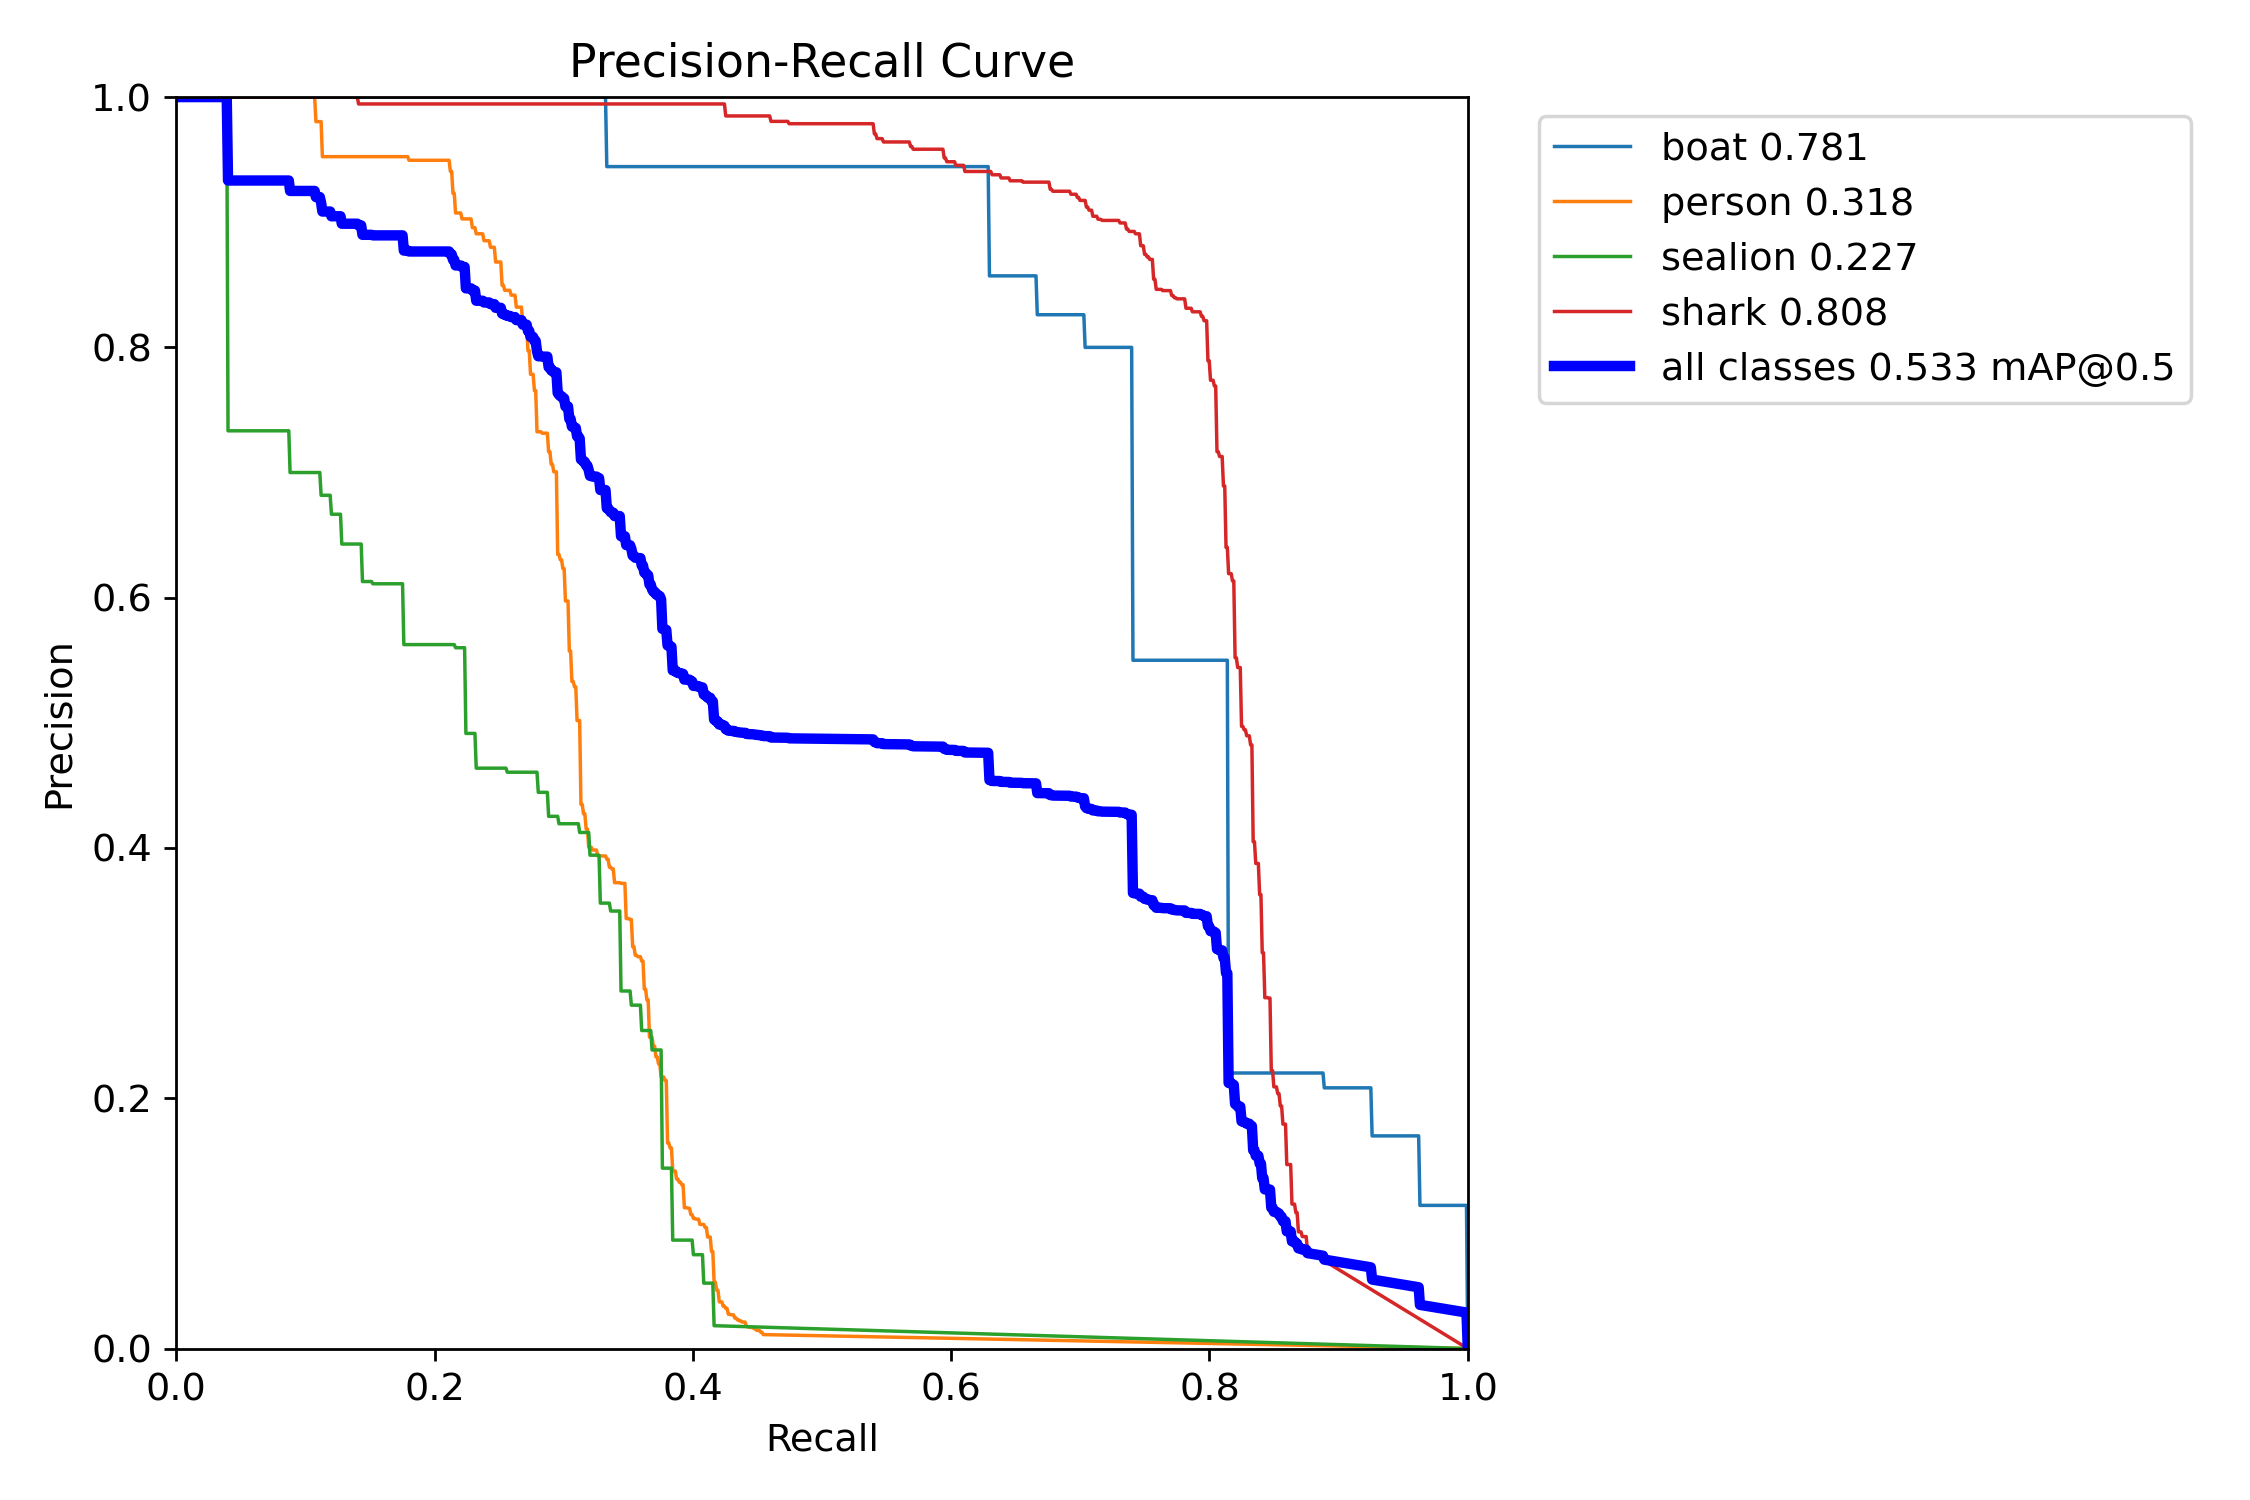 Precision-Recall Curve
1.0
0.8
0.6
0.4
0.2
0.0
Precision
0.0 0.2 0.4 0.6 0.8 1.0
Recall
boat 0.781
person 0.318
sealion 0.227
shark 0.808
all classes 0.533 mAP@0.5